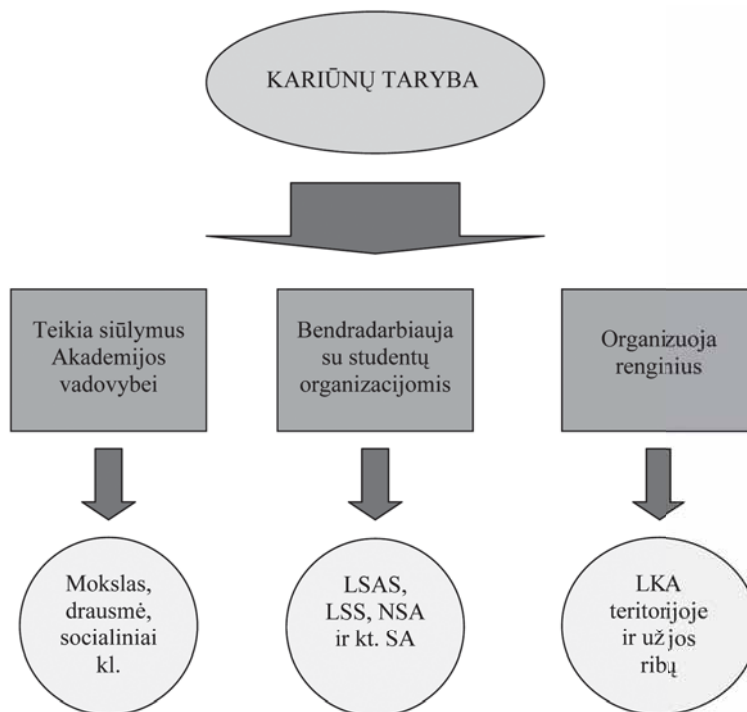 KARIŪNŲ TARYBA
Teikia siūlymus
Akademijos
vadovybei
Bendradarbiauja
su studentų
organizacijomis
Organizuoja
renginius
Mokslas,
drausmė,
socialiniai
kl.
LSAS,
LSS, NSA
ir kt. SA
LKA
teritorijoje
ir už jos
ribų